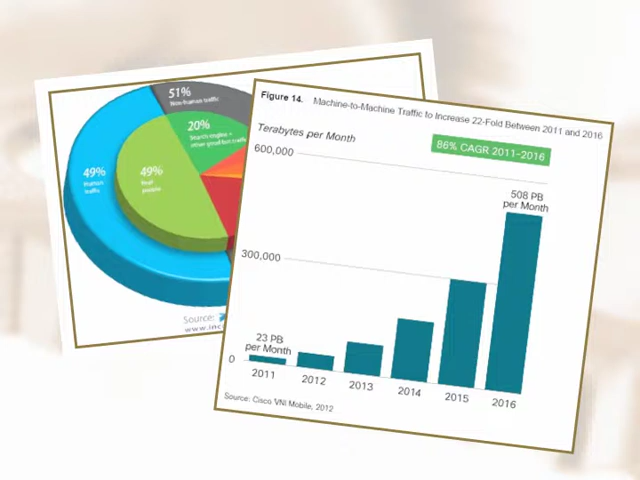 51%
Non-human traffic
20%
Search engine +
other good bot traffic
49%
Human
traffic
49%
Real
people
Source:
www.inc
Figure 14. Machine-to-Machine Traffic to Increase 22-Fold Between 2011 and 2016
Terabytes per Month
86% CAGR 2011-2016
600,000
508 PB
per Month
300,000
23 PB
per Month
0
2011
2012
2013
2014
2015
2016
Source: Cisco VNI Mobile, 2012